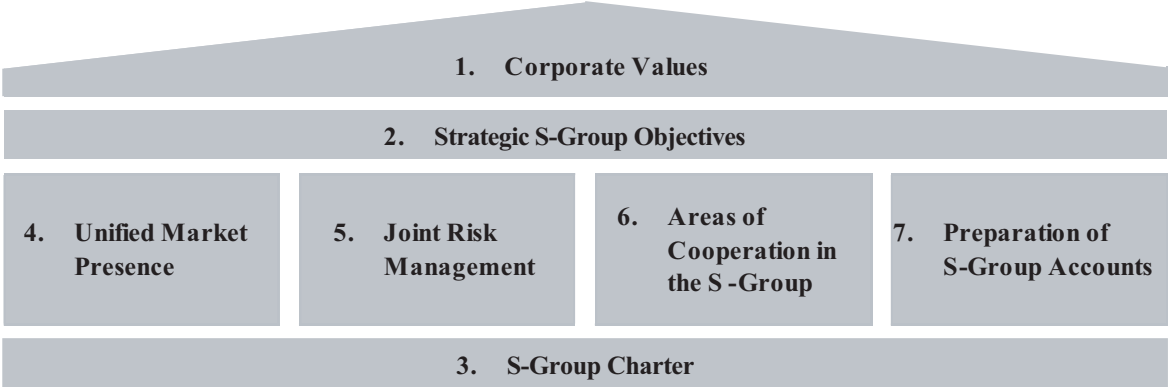 1. Corporate Values
2. Strategic S-Group Objectives
4. Unified Market
Presence
5. Joint Risk
Management
6. Areas of
Cooperation in
the S -Group
7. Preparation of
S-Group Accounts
3. S-Group Charter